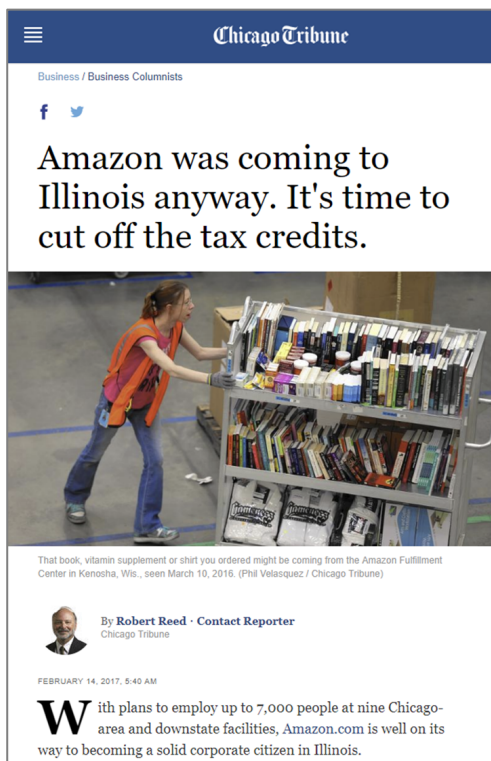 Chicago Tribune
Business / Business Columnists
Amazon was coming to
Illinois anyway. It's time to
cut off the tax credits.
That book, vitamin supplement or shirt you ordered might be coming from the Amazon Fulfillment
Center in Kenosha, Wis., seen March 10, 2016. (Phil Velasquez / Chicago Tribune)
By Robert Reed · Contact Reporter
Chicago Tribune
FEBRUARY 14, 2017, 5:40 AM
With plans to employ up to 7,000 people at nine Chicago-
area and downstate facilities, Amazon.com is well on its
way to becoming a solid corporate citizen in Illinois.